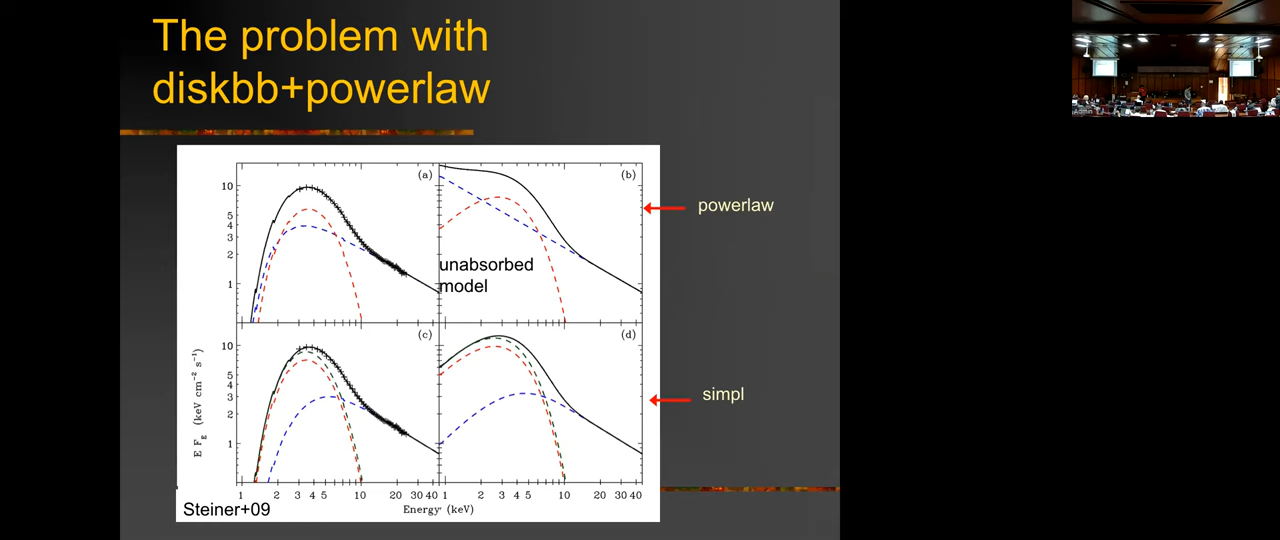 The problem with
diskbb+powerlaw
(a)
(b)
10
5
4
3
2
1
unabsorbed
model
powerlaw
(c)
(d)
10
5
4
3
2
1
simpl
E F_E (keV cm⁻² s⁻¹)
1 2 3 4 5 10 20 30 40 1 2 3 4 5 10 20 30 40
Energy (keV)
Steiner+09